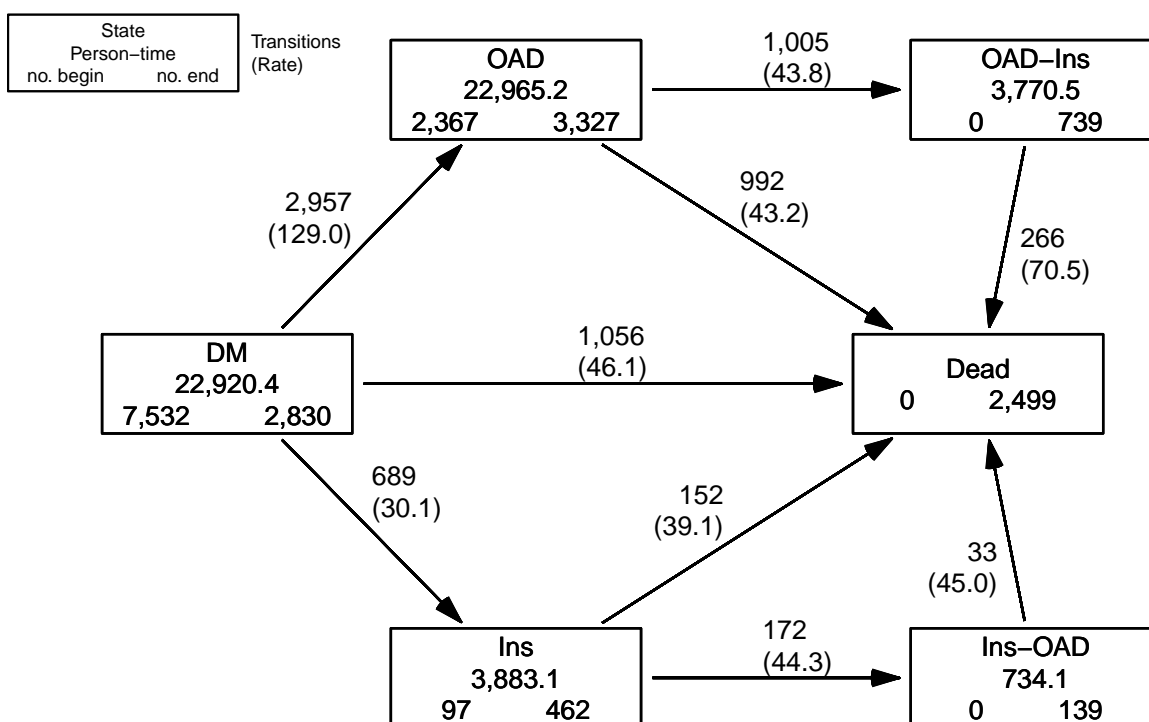 State
Person−time
no. begin no. end
Transitions
(Rate)
OAD
22,965.2
2,367 3,327
1,005
(43.8)
OAD−Ins
3,770.5
0 739
2,957
(129.0)
992
(43.2)
266
(70.5)
DM
22,920.4
7,532 2,830
1,056
(46.1)
Dead
0 2,499
689
(30.1)
152
(39.1)
33
(45.0)
Ins
3,883.1
97 462
172
(44.3)
Ins−OAD
734.1
0 139